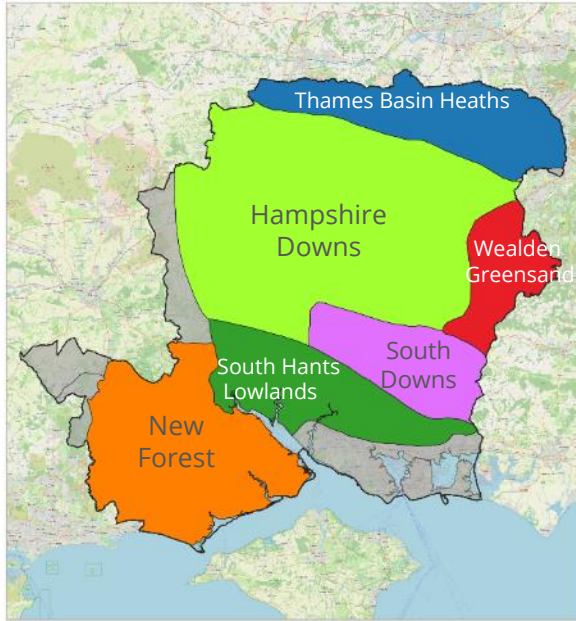 Thames Basin Heaths
Hampshire
Downs
Wealden
Greensand
South Hants
Lowlands
South
Downs
New
Forest